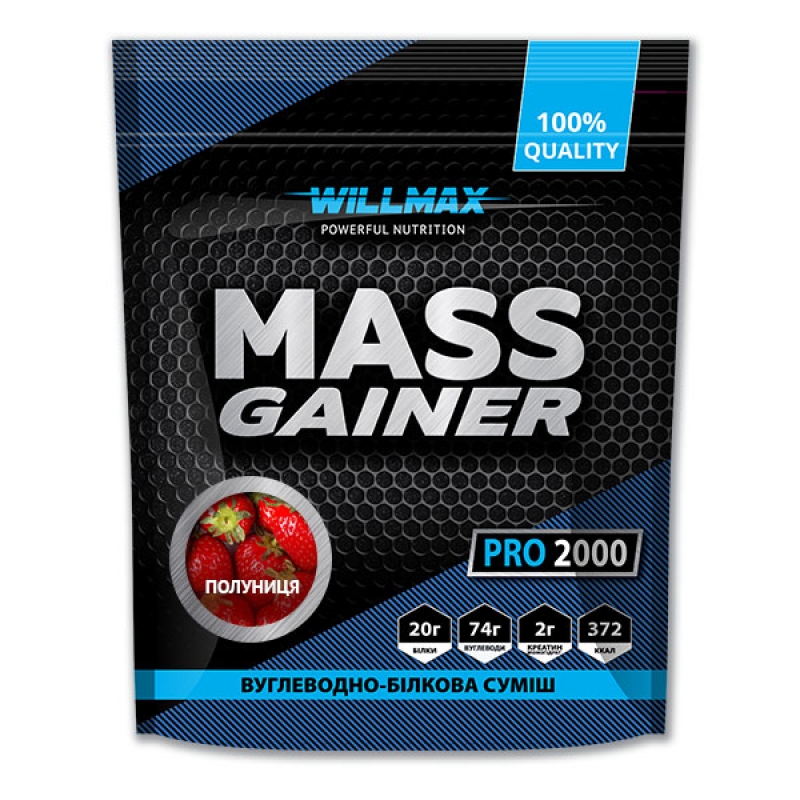 100%
QUALITY
WILLMAX
POWERFUL NUTRITION
MASS
GAINER
ПОЛУНИЦЯ
PRO 2000
20г 74г 2г 372
БІЛКИ ВУГЛЕВОДИ КРЕАТИН МОНОГІДРАТ ККАЛ
ВУГЛЕВОДНО-БІЛКОВА СУМІШ